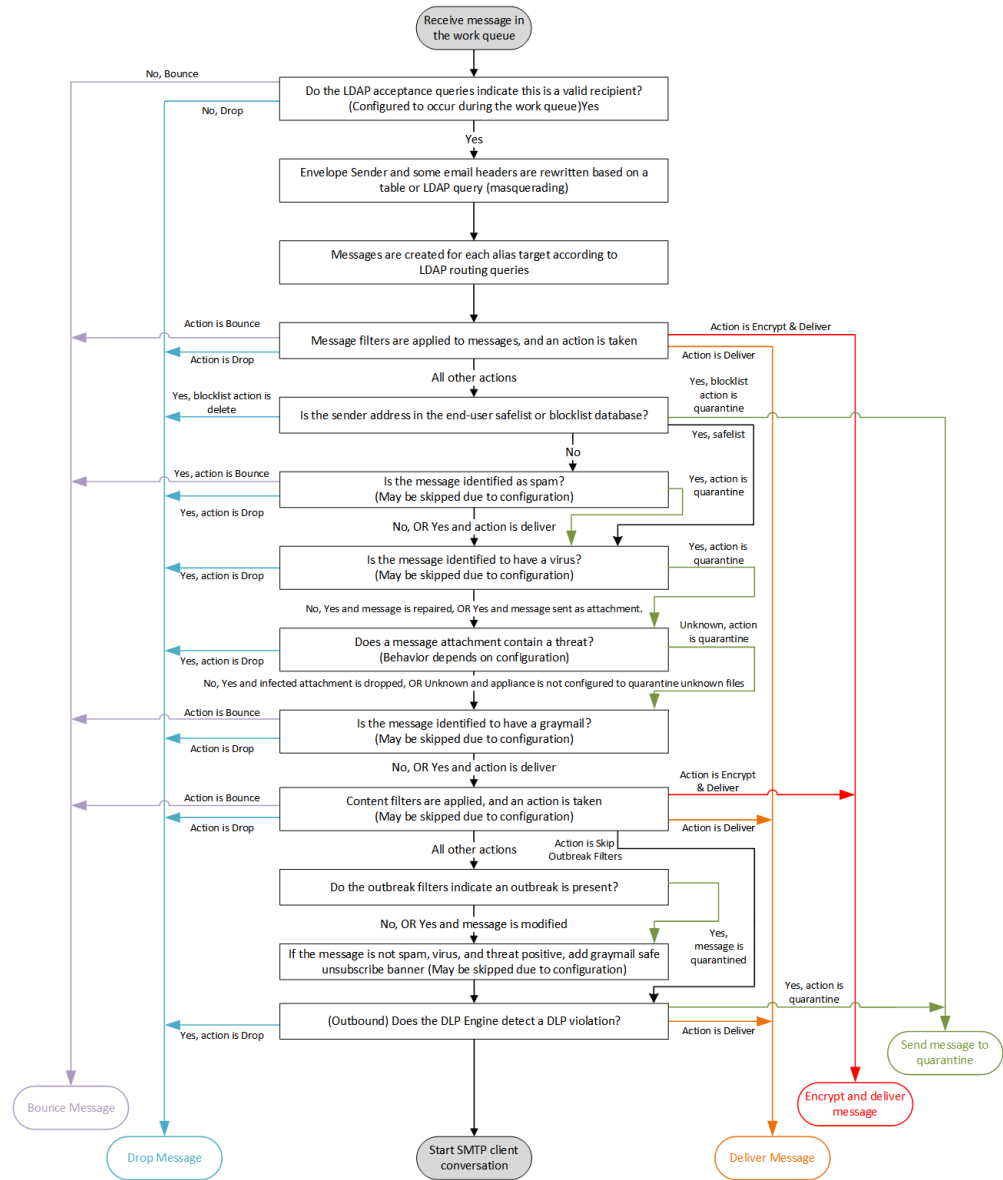 Receive message in
the work queue
No, Bounce
Do the LDAP acceptance queries indicate this is a valid recipient?
(Configured to occur during the work queue)Yes
No, Drop
Yes
Envelope Sender and some email headers are rewritten based on a
table or LDAP query (masquerading)
Messages are created for each alias target according to
LDAP routing queries
Action is Bounce
Action is Encrypt & Deliver
Message filters are applied to messages, and an action is taken
Action is Drop
Action is Deliver
All other actions
Yes, blocklist action is
delete
Yes, blocklist
action is
quarantine
Is the sender address in the end-user safelist or blocklist database?
Yes, safelist
No
Yes, action is Bounce
Is the message identified as spam?
(May be skipped due to configuration)
Yes, action is
quarantine
Yes, action is Drop
No, OR Yes and action is deliver
Is the message identified to have a virus?
(May be skipped due to configuration)
Yes, action is
quarantine
Yes, action is Drop
No, Yes and message is repaired, OR Yes and message sent as attachment.
Unknown, action
is quarantine
Does a message attachment contain a threat?
(Behavior depends on configuration)
Yes, action is Drop
No, Yes and infected attachment is dropped, OR Unknown and appliance is not configured to quarantine unknown files
Action is Bounce
Is the message identified to have a graymail?
(May be skipped due to configuration)
Action is Drop
No, OR Yes and action is deliver
Action is Encrypt
& Deliver
Action is Bounce
Content filters are applied, and an action is taken
(May be skipped due to configuration)
Action is Drop
Action is Deliver
All other actions
Action is Skip
Outbreak Filters
Do the outbreak filters indicate an outbreak is present?
No, OR Yes and message is modified
Yes,
message is
quarantined
If the message is not spam, virus, and threat positive, add graymail safe
unsubscribe banner (May be skipped due to configuration)
Yes, action is
quarantine
(Outbound) Does the DLP Engine detect a DLP violation?
Yes, action is Drop
Action is Deliver
Send message to
quarantine
Bounce Message
Encrypt and deliver
message
Drop Message
Start SMTP client
conversation
Deliver Message